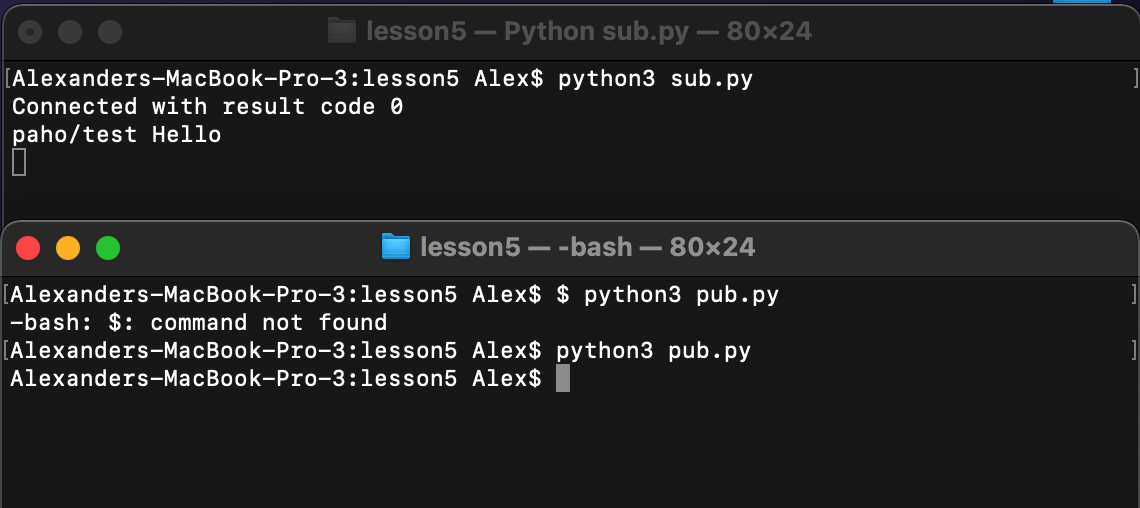 lesson5 — Python sub.py — 80×24
[Alexanders-MacBook-Pro-3:lesson5 Alex$ python3 sub.py ]
Connected with result code 0
paho/test Hello
lesson5 — -bash — 80×24
[Alexanders-MacBook-Pro-3:lesson5 Alex$ $ python3 pub.py ]
-bash: $: command not found
[Alexanders-MacBook-Pro-3:lesson5 Alex$ python3 pub.py ]
Alexanders-MacBook-Pro-3:lesson5 Alex$